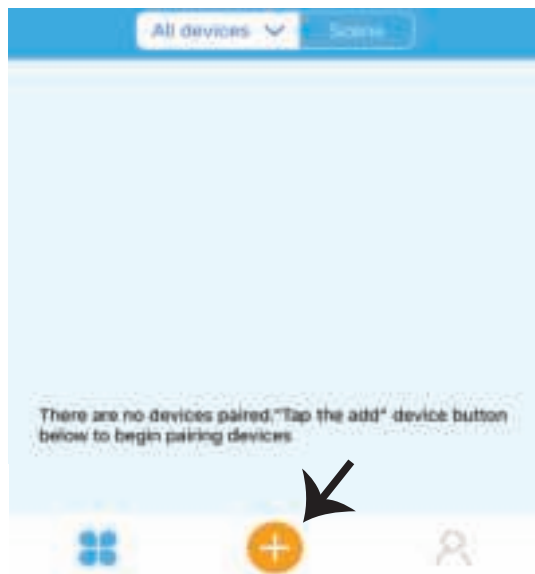 All devices
Scene
There are no devices paired."Tap the add" device button
below to begin pairing devices